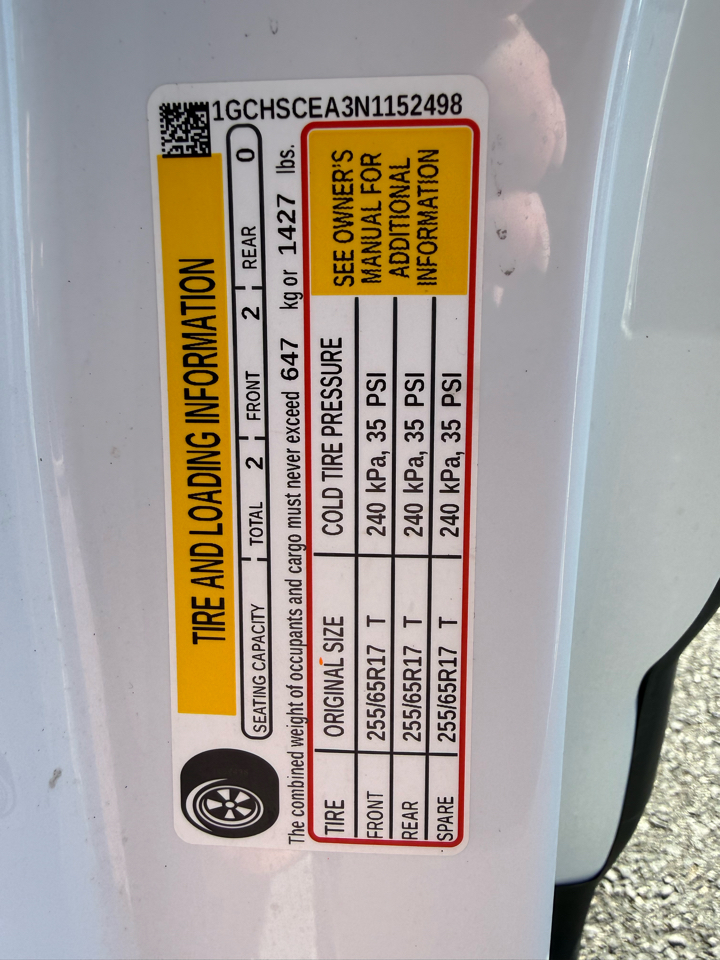 1GCHSCEA3N1152498
TIRE AND LOADING INFORMATION
SEATING CAPACITY TOTAL 2 FRONT 2 REAR 0
The combined weight of occupants and cargo must never exceed 647 kg or 1427 lbs.
TIRE ORIGINAL SIZE COLD TIRE PRESSURE
FRONT 255/65R17 T 240 kPa, 35 PSI
REAR 255/65R17 T 240 kPa, 35 PSI
SPARE 255/65R17 T 240 kPa, 35 PSI
SEE OWNER'S
MANUAL FOR
ADDITIONAL
INFORMATION